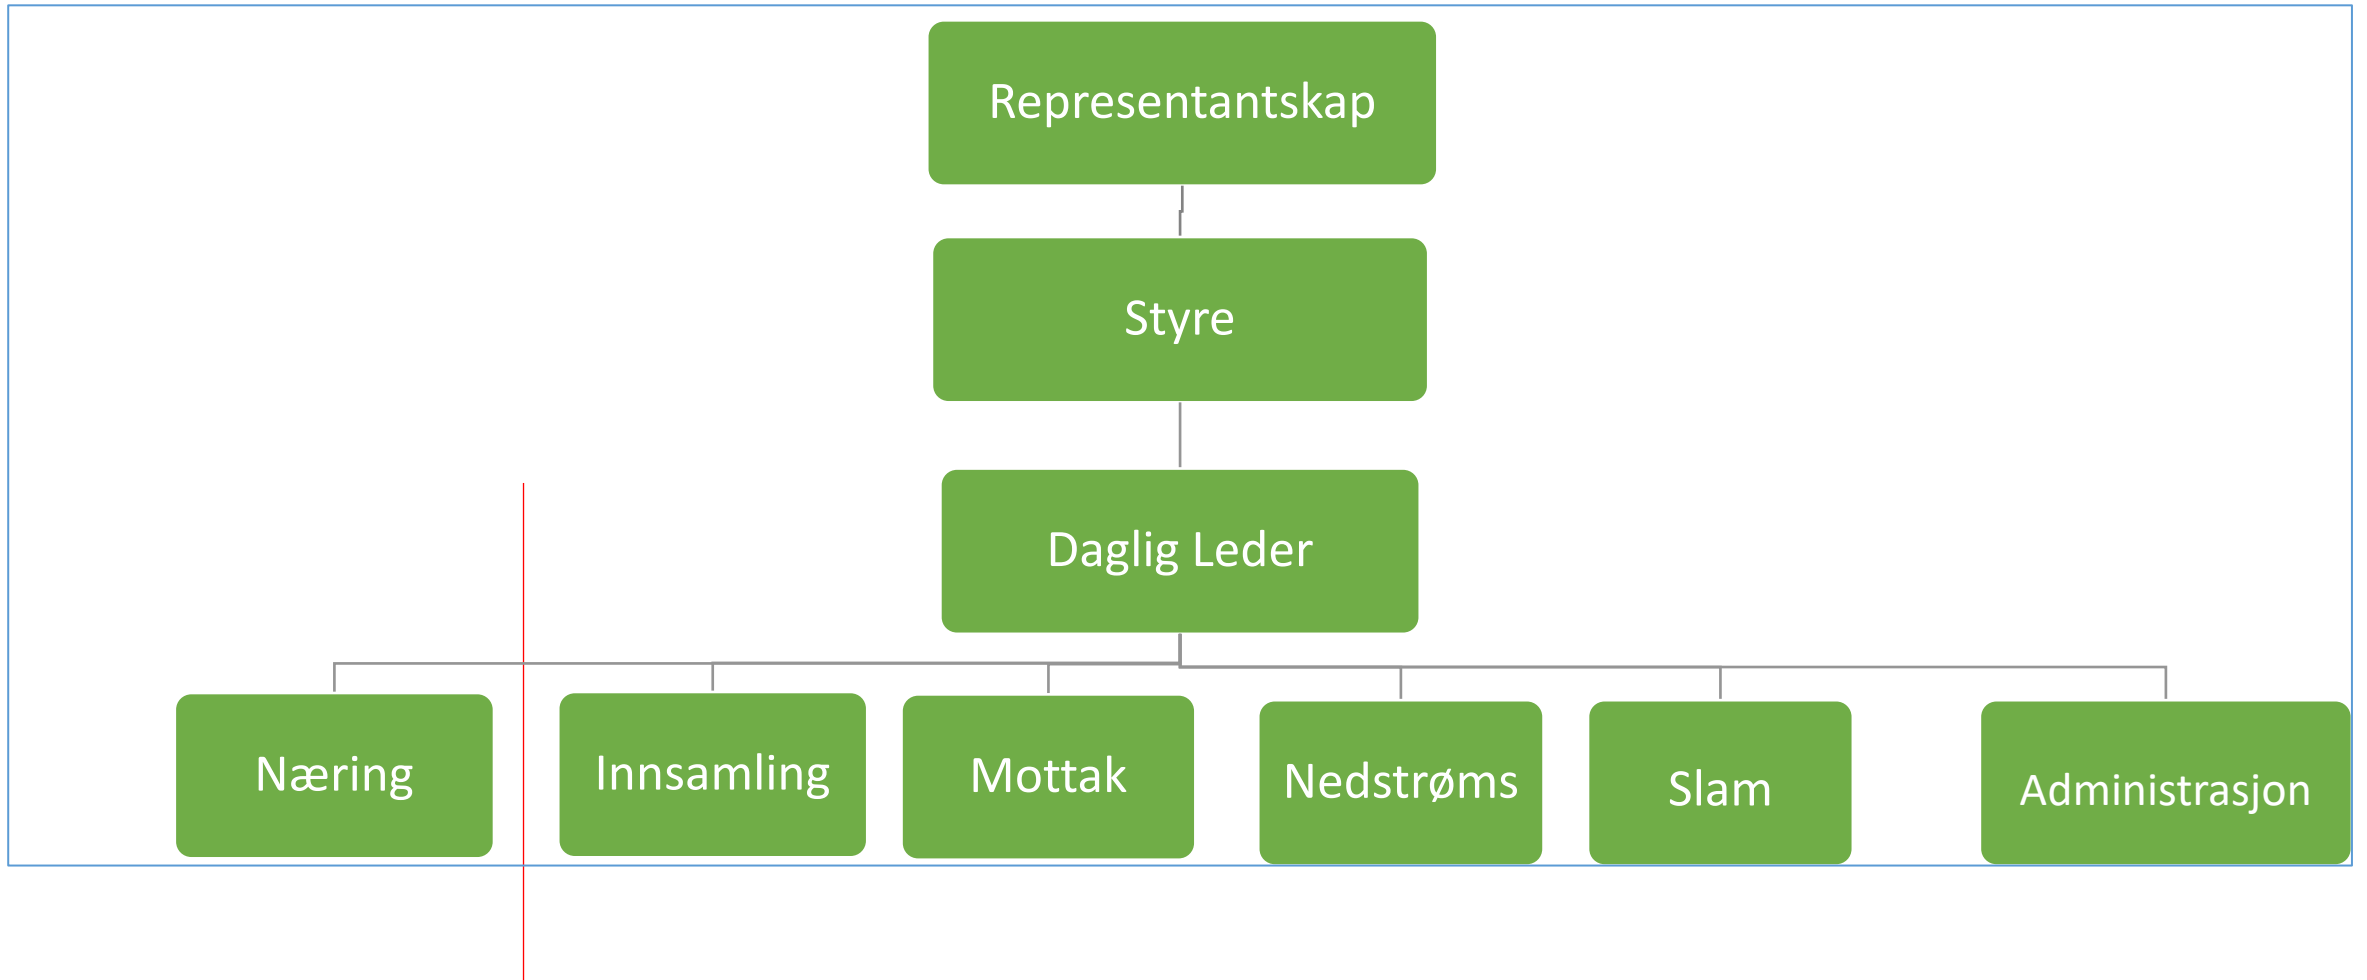 Representantskap
Styre
Daglig Leder
Næring
Innsamling
Mottak
Nedstrøms
Slam
Administrasjon